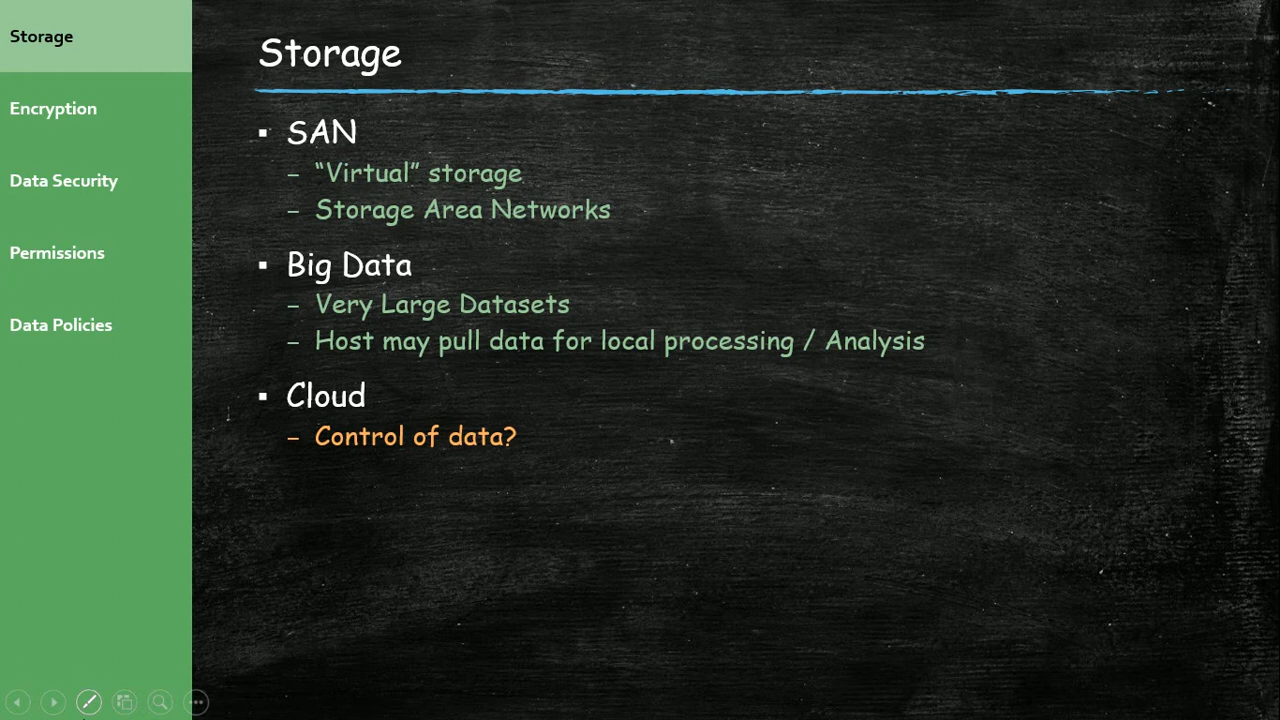 Storage
Encryption
Data Security
Permissions
Data Policies
Storage
▪ SAN
– “Virtual” storage
– Storage Area Networks
▪ Big Data
– Very Large Datasets
– Host may pull data for local processing / Analysis
▪ Cloud
– Control of data?